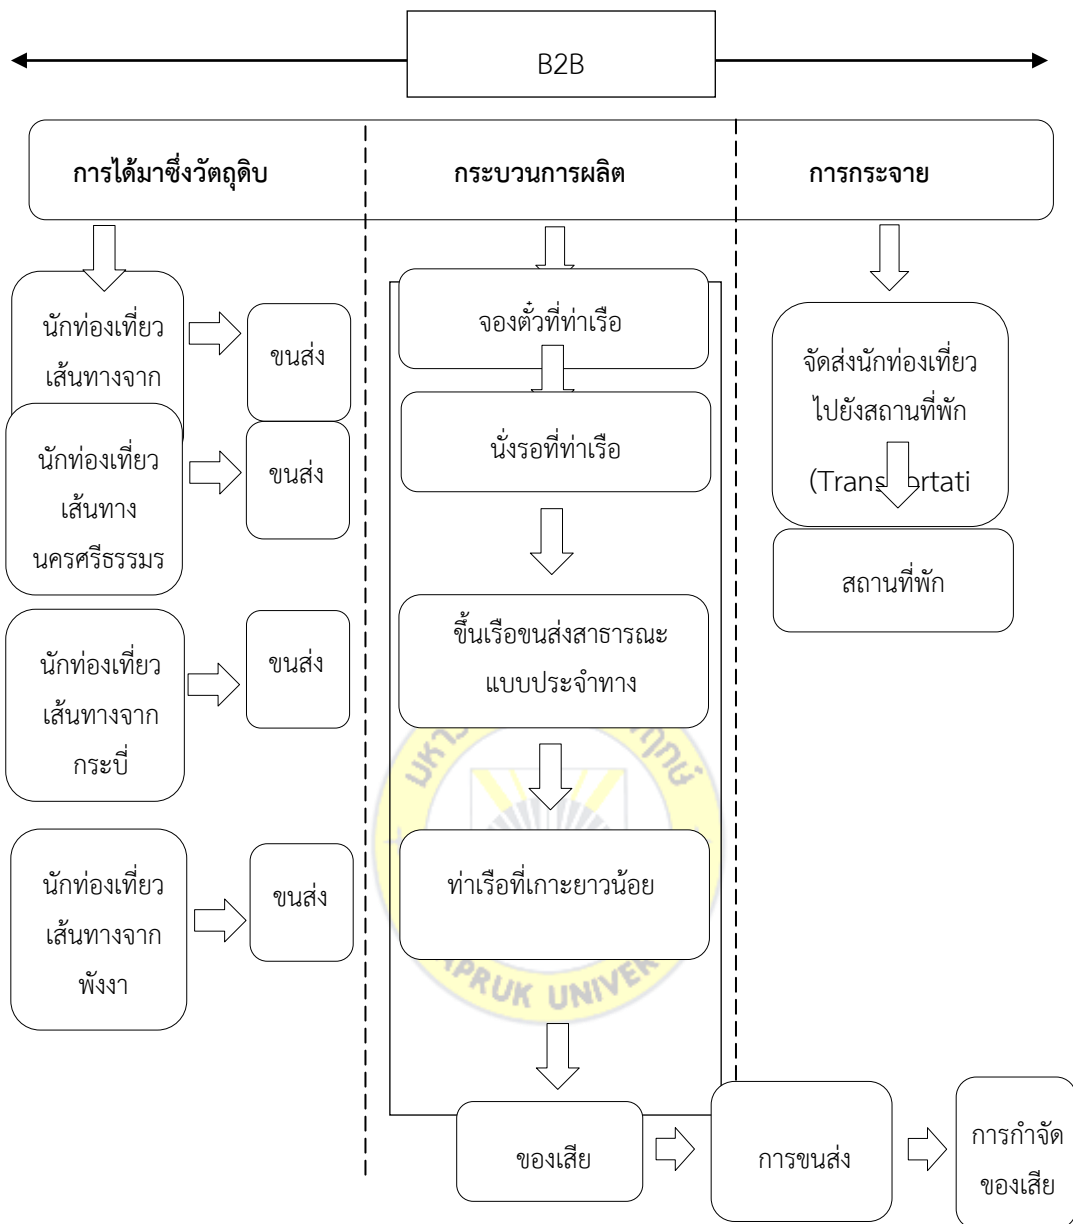 B2B
การได้มาซึ่งวัตถุดิบ
กระบวนการผลิต
การกระจาย
นักท่องเที่ยว
เส้นทางจาก
ขนส่ง
นักท่องเที่ยว
เส้นทาง
นครศรีธรรมร
ขนส่ง
นักท่องเที่ยว
เส้นทางจาก
กระบี่
ขนส่ง
นักท่องเที่ยว
เส้นทางจาก
พังงา
ขนส่ง
จองตั๋วที่ท่าเรือ
นั่งรอที่ท่าเรือ
ขึ้นเรือขนส่งสาธารณะ
แบบประจำทาง
ท่าเรือที่เกาะยาวน้อย
จัดส่งนักท่องเที่ยว
ไปยังสถานที่พัก
สถานที่พัก
ของเสีย
การขนส่ง
การกำจัด
ของเสีย